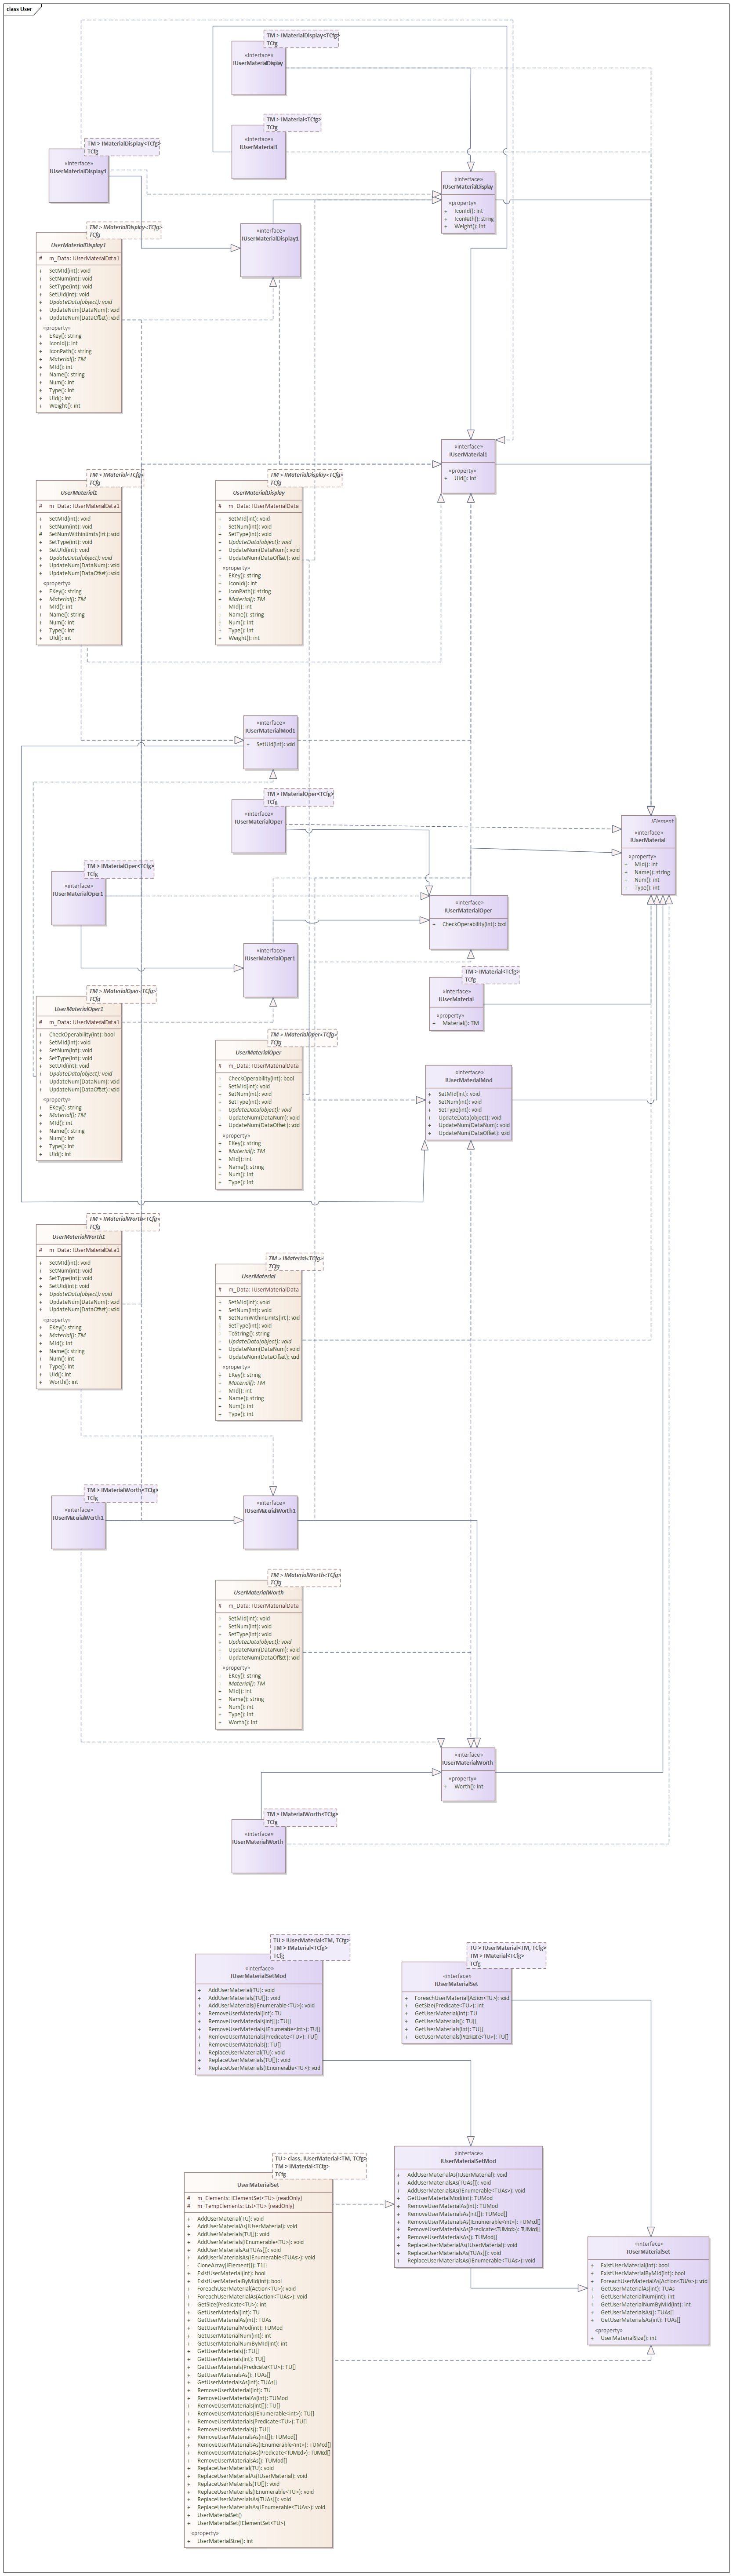 class User
TM > IMaterialDisplay<TCfg>
TCfg
«interface»
IUserMaterialDisplay
TM > IMaterial<TCfg>
TCfg
«interface»
IUserMaterial1
TM > IMaterialDisplay<TCfg>
TCfg
«interface»
IUserMaterialDisplay1
«interface»
IUserMaterialDisplay
«property»
+ IconId(): int
+ IconPath(): string
+ Weight(): int
«interface»
IUserMaterialDisplay1
TM > IMaterialDisplay<TCfg>
TCfg
UserMaterialDisplay1
# m_Data: IUserMaterialData1
+ SetMId(int): void
+ SetNum(int): void
+ SetType(int): void
+ SetUid(int): void
+ UpdateData(object): void
+ UpdateNum(DataNum): void
+ UpdateNum(DataOffset): void
«property»
+ EKey(): string
+ IconId(): int
+ IconPath(): string
+ Material(): TM
+ MId(): int
+ Name(): string
+ Num(): int
+ Type(): int
+ Uid(): int
+ Weight(): int
«interface»
IUserMaterial1
«property»
+ Uid(): int
TM > IMaterial<TCfg>
TCfg
UserMaterial1
# m_Data: IUserMaterialData1
+ SetMId(int): void
+ SetNum(int): void
# SetNumWithinLimits(int): void
+ SetType(int): void
+ SetUid(int): void
+ UpdateData(object): void
+ UpdateNum(DataNum): void
+ UpdateNum(DataOffset): void
«property»
+ EKey(): string
+ Material(): TM
+ MId(): int
+ Name(): string
+ Num(): int
+ Type(): int
+ Uid(): int
TM > IMaterialDisplay<TCfg>
TCfg
UserMaterialDisplay
# m_Data: IUserMaterialData
+ SetMId(int): void
+ SetNum(int): void
+ SetType(int): void
+ UpdateData(object): void
+ UpdateNum(DataNum): void
+ UpdateNum(DataOffset): void
«property»
+ EKey(): string
+ IconId(): int
+ IconPath(): string
+ Material(): TM
+ MId(): int
+ Name(): string
+ Num(): int
+ Type(): int
+ Weight(): int
«interface»
IUserMaterialMod1
+ SetUid(int): void
TM > IMaterialOper<TCfg>
TCfg
«interface»
IUserMaterialOper
IElement
«interface»
IUserMaterial
«property»
+ MId(): int
+ Name(): string
+ Num(): int
+ Type(): int
TM > IMaterialOper<TCfg>
TCfg
«interface»
IUserMaterialOper1
«interface»
IUserMaterialOper
+ CheckOperability(int): bool
«interface»
IUserMaterialOper1
TM > IMaterial<TCfg>
TCfg
«interface»
IUserMaterial
«property»
+ Material(): TM
TM > IMaterialOper<TCfg>
TCfg
UserMaterialOper1
# m_Data: IUserMaterialData1
+ CheckOperability(int): bool
+ SetMId(int): void
+ SetNum(int): void
+ SetType(int): void
+ SetUid(int): void
+ UpdateData(object): void
+ UpdateNum(DataNum): void
+ UpdateNum(DataOffset): void
«property»
+ EKey(): string
+ Material(): TM
+ MId(): int
+ Name(): string
+ Num(): int
+ Type(): int
+ Uid(): int
TM > IMaterialOper<TCfg>
TCfg
UserMaterialOper
# m_Data: IUserMaterialData
+ CheckOperability(int): bool
+ SetMId(int): void
+ SetNum(int): void
+ SetType(int): void
+ UpdateData(object): void
+ UpdateNum(DataNum): void
+ UpdateNum(DataOffset): void
«property»
+ EKey(): string
+ Material(): TM
+ MId(): int
+ Name(): string
+ Num(): int
+ Type(): int
«interface»
IUserMaterialMod
+ SetMId(int): void
+ SetNum(int): void
+ SetType(int): void
+ UpdateData(object): void
+ UpdateNum(DataNum): void
+ UpdateNum(DataOffset): void
TM > IMaterialWorth<TCfg>
TCfg
UserMaterialWorth1
# m_Data: IUserMaterialData1
+ SetMId(int): void
+ SetNum(int): void
+ SetType(int): void
+ SetUid(int): void
+ UpdateData(object): void
+ UpdateNum(DataNum): void
+ UpdateNum(DataOffset): void
«property»
+ EKey(): string
+ Material(): TM
+ MId(): int
+ Name(): string
+ Num(): int
+ Type(): int
+ Uid(): int
+ Worth(): int
TM > IMaterial<TCfg>
TCfg
UserMaterial
# m_Data: IUserMaterialData
+ SetMId(int): void
+ SetNum(int): void
# SetNumWithinLimits(int): void
+ SetType(int): void
+ ToString(): string
+ UpdateData(object): void
+ UpdateNum(DataNum): void
+ UpdateNum(DataOffset): void
«property»
+ EKey(): string
+ Material(): TM
+ MId(): int
+ Name(): string
+ Num(): int
+ Type(): int
TM > IMaterialWorth<TCfg>
TCfg
«interface»
IUserMaterialWorth1
«interface»
IUserMaterialWorth1
TM > IMaterialWorth<TCfg>
TCfg
UserMaterialWorth
# m_Data: IUserMaterialData
+ SetMId(int): void
+ SetNum(int): void
+ SetType(int): void
+ UpdateData(object): void
+ UpdateNum(DataNum): void
+ UpdateNum(DataOffset): void
«property»
+ EKey(): string
+ Material(): TM
+ MId(): int
+ Name(): string
+ Num(): int
+ Type(): int
+ Worth(): int
«interface»
IUserMaterialWorth
«property»
+ Worth(): int
TM > IMaterialWorth<TCfg>
TCfg
«interface»
IUserMaterialWorth
TU > IUserMaterial<TM, TCfg>
TM > IMaterial<TCfg>
TCfg
«interface»
IUserMaterialSetMod
+ AddUserMaterial(TU): void
+ AddUserMaterials(TU[]): void
+ AddUserMaterials(IEnumerable<TU>): void
+ RemoveUserMaterial(int): TU
+ RemoveUserMaterials(int[]): TU[]
+ RemoveUserMaterials(IEnumerable<int>): TU[]
+ RemoveUserMaterials(Predicate<TU>): TU[]
+ RemoveUserMaterials(): TU[]
+ ReplaceUserMaterial(TU): void
+ ReplaceUserMaterials(TU[]): void
+ ReplaceUserMaterials(IEnumerable<TU>): void
TU > IUserMaterial<TM, TCfg>
TM > IMaterial<TCfg>
TCfg
«interface»
IUserMaterialSet
+ ForeachUserMaterial(Action<TU>): void
+ GetSize(Predicate<TU>): int
+ GetUserMaterial(int): TU
+ GetUserMaterials(): TU[]
+ GetUserMaterials(int): TU[]
+ GetUserMaterials(Predicate<TU>): TU[]
«interface»
IUserMaterialSetMod
+ AddUserMaterialAs(IUserMaterial): void
+ AddUserMaterialsAs(TUAs[]): void
+ AddUserMaterialsAs(IEnumerable<TUAs>): void
+ GetUserMaterialMod(int): TUMod
+ RemoveUserMaterialAs(int): TUMod
+ RemoveUserMaterialsAs(int[]): TUMod[]
+ RemoveUserMaterialsAs(IEnumerable<int>): TUMod[]
+ RemoveUserMaterialsAs(Predicate<TUMod>): TUMod[]
+ RemoveUserMaterialsAs(): TUMod[]
+ ReplaceUserMaterialAs(IUserMaterial): void
+ ReplaceUserMaterialsAs(TUAs[]): void
+ ReplaceUserMaterialsAs(IEnumerable<TUAs>): void
TU > class, IUserMaterial<TM, TCfg>
TM > IMaterial<TCfg>
TCfg
UserMaterialSet
# m_Elements: IElementSet<TU> {readOnly}
# m_TempElements: List<TU> {readOnly}
+ AddUserMaterial(TU): void
+ AddUserMaterialAs(IUserMaterial): void
+ AddUserMaterials(TU[]): void
+ AddUserMaterials(IEnumerable<TU>): void
+ AddUserMaterialsAs(TUAs[]): void
+ AddUserMaterialsAs(IEnumerable<TUAs>): void
- CloneArray(IElement[]): T1[]
+ ExistUserMaterial(int): bool
+ ExistUserMaterialByMId(int): bool
+ ForeachUserMaterial(Action<TU>): void
+ ForeachUserMaterialAs(Action<TUAs>): void
+ GetSize(Predicate<TU>): int
+ GetUserMaterial(int): TU
+ GetUserMaterialAs(int): TUAs
+ GetUserMaterialMod(int): TUMod
+ GetUserMaterialNum(int): int
+ GetUserMaterialNumByMId(int): int
+ GetUserMaterials(): TU[]
+ GetUserMaterials(int): TU[]
+ GetUserMaterials(Predicate<TU>): TU[]
+ GetUserMaterialsAs(): TUAs[]
+ GetUserMaterialsAs(int): TUAs[]
+ RemoveUserMaterial(int): TU
+ RemoveUserMaterialAs(int): TUMod
+ RemoveUserMaterials(int[]): TU[]
+ RemoveUserMaterials(IEnumerable<int>): TU[]
+ RemoveUserMaterials(Predicate<TU>): TU[]
+ RemoveUserMaterials(): TU[]
+ RemoveUserMaterialsAs(int[]): TUMod[]
+ RemoveUserMaterialsAs(IEnumerable<int>): TUMod[]
+ RemoveUserMaterialsAs(Predicate<TUMod>): TUMod[]
+ RemoveUserMaterialsAs(): TUMod[]
+ ReplaceUserMaterial(TU): void
+ ReplaceUserMaterialAs(IUserMaterial): void
+ ReplaceUserMaterials(TU[]): void
+ ReplaceUserMaterials(IEnumerable<TU>): void
+ ReplaceUserMaterialsAs(TUAs[]): void
+ ReplaceUserMaterialsAs(IEnumerable<TUAs>): void
+ UserMaterialSet()
+ UserMaterialSet(IElementSet<TU>)
«property»
+ UserMaterialSize(): int
«interface»
IUserMaterialSet
+ ExistUserMaterial(int): bool
+ ExistUserMaterialByMId(int): bool
+ ForeachUserMaterialAs(Action<TUAs>): void
+ GetUserMaterialAs(int): TUAs
+ GetUserMaterialNum(int): int
+ GetUserMaterialNumByMId(int): int
+ GetUserMaterialsAs(): TUAs[]
+ GetUserMaterialsAs(int): TUAs[]
«property»
+ UserMaterialSize(): int